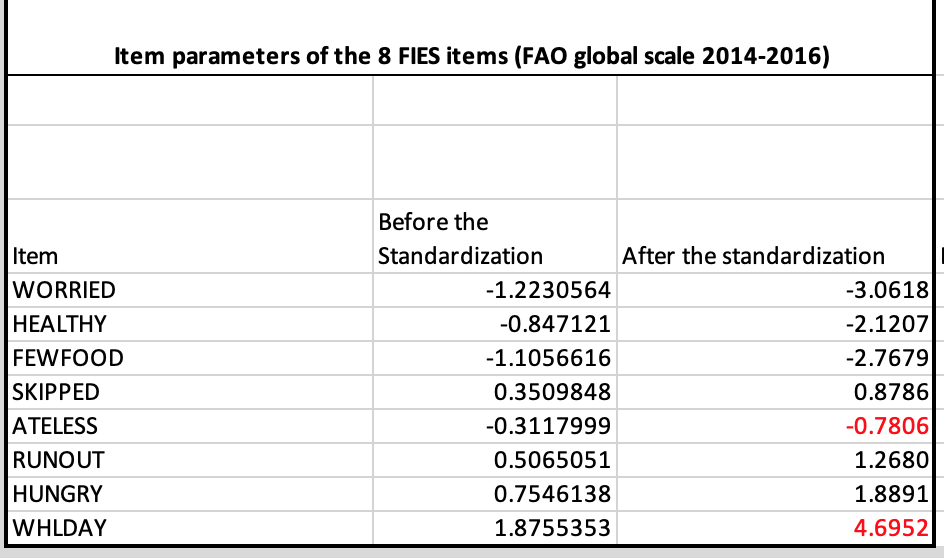 Item parameters of the 8 FIES items (FAO global scale 2014-2016)
Before the
Item Standardization After the standardization
WORRIED -1.2230564 -3.0618
HEALTHY -0.847121 -2.1207
FEWFOOD -1.1056616 -2.7679
SKIPPED 0.3509848 0.8786
ATELESS -0.3117999 -0.7806
RUNOUT 0.5065051 1.2680
HUNGRY 0.7546138 1.8891
WHLDAY 1.8755353 4.6952